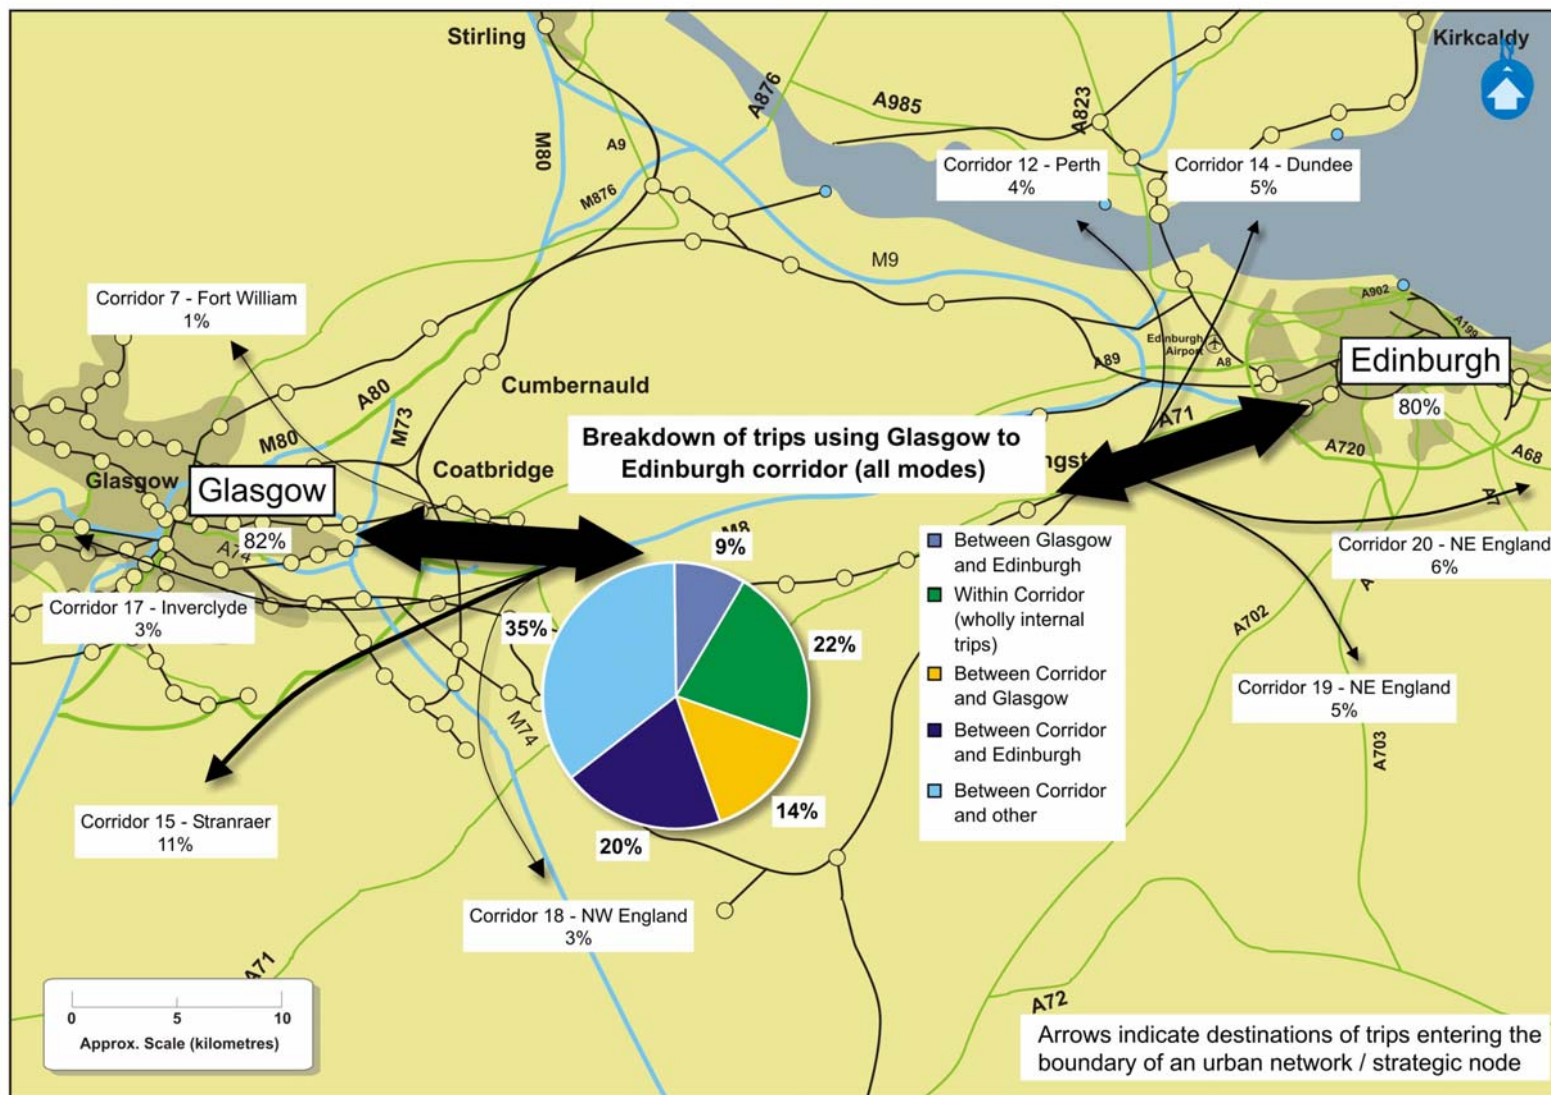 Stirling
Kirkcaldy
N
A876
A985
A823
M80
A9
M876
Corridor 12 - Perth
4%
Corridor 14 - Dundee
5%
M9
Corridor 7 - Fort William
1%
A902
A199
Edinburgh
Airport
A8
A89
Edinburgh
80%
Cumbernauld
A80
M73
M80
A71
A720
A68
A7
Breakdown of trips using Glasgow to
Edinburgh corridor (all modes)
Coatbridge
Glasgow
Glasgow
82%
A74
M8
Corridor 20 - NE England
6%
Corridor 17 - Inverclyde
3%
9%
22%
14%
20%
35%
Between Glasgow
and Edinburgh
Within Corridor
(wholly internal
trips)
Between Corridor
and Glasgow
Between Corridor
and Edinburgh
Between Corridor
and other
A702
Corridor 19 - NE England
5%
A703
M74
Corridor 15 - Stranraer
11%
Corridor 18 - NW England
3%
A71
A72
0 5 10
Approx. Scale (kilometres)
Arrows indicate destinations of trips entering the
boundary of an urban network / strategic node